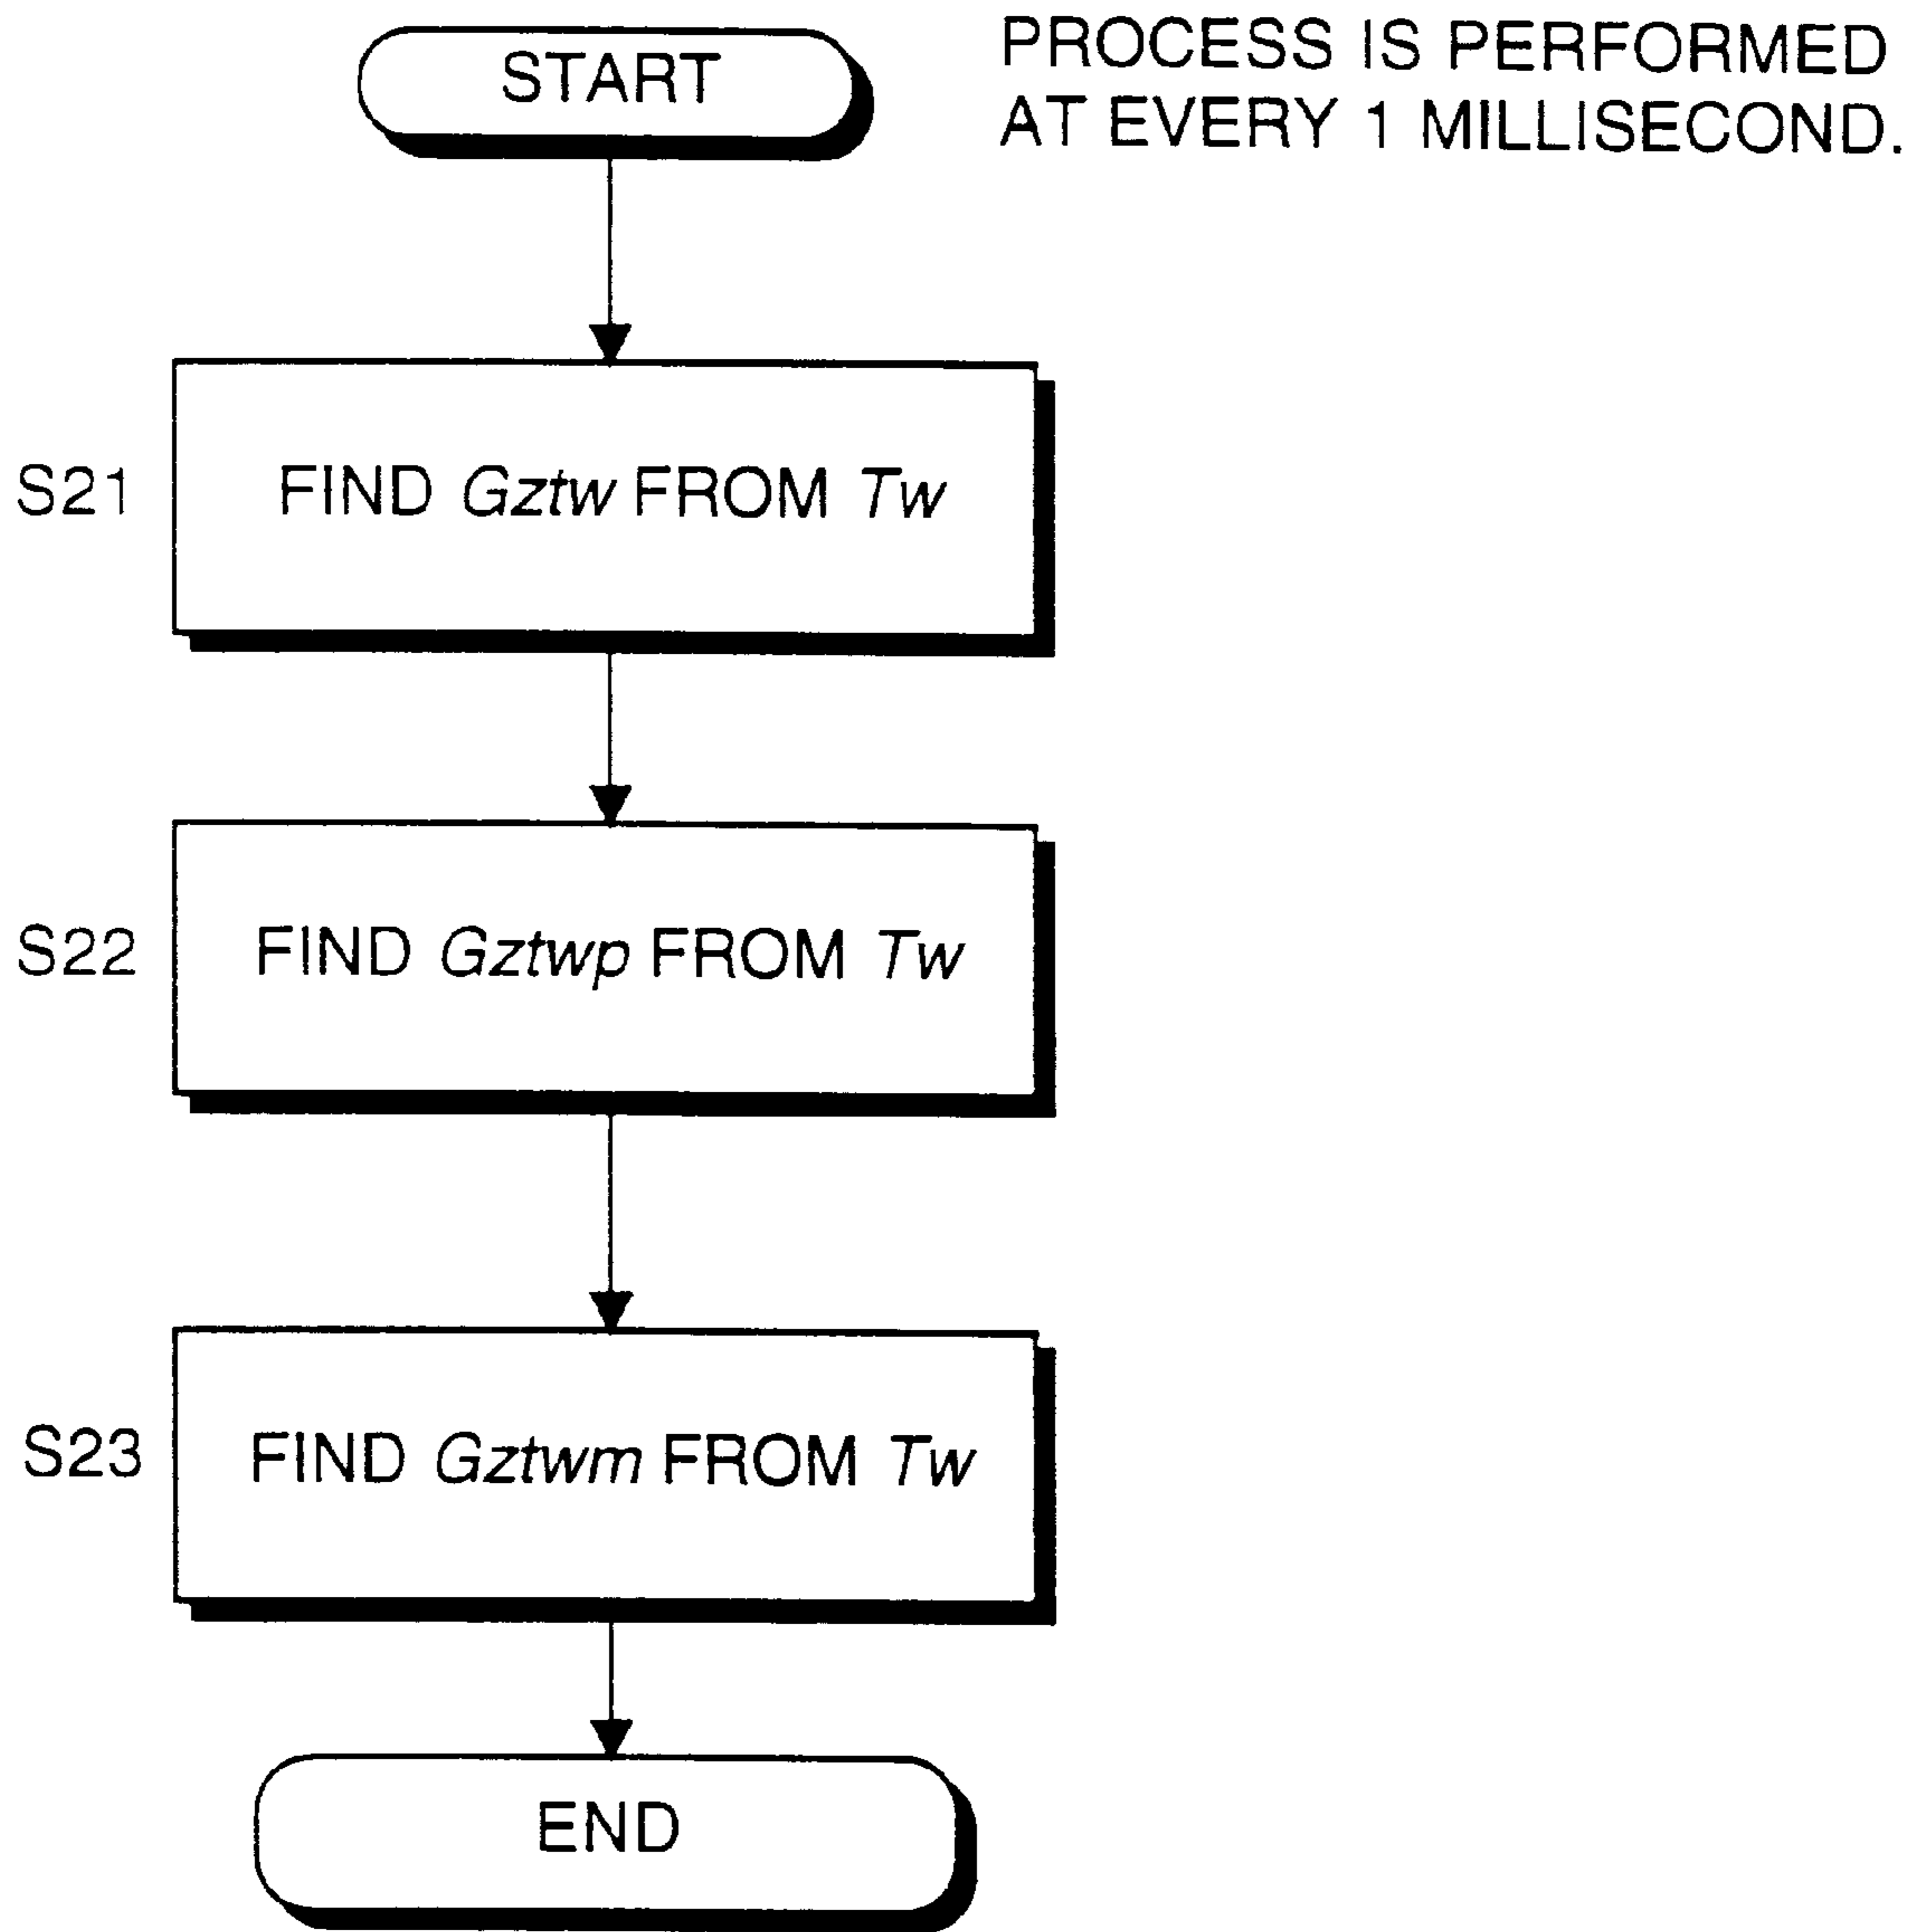 START
PROCESS IS PERFORMED
AT EVERY 1 MILLISECOND.
S21
FIND Gztw FROM Tw
S22
FIND Gztwp FROM Tw
S23
FIND Gztwm FROM Tw
END